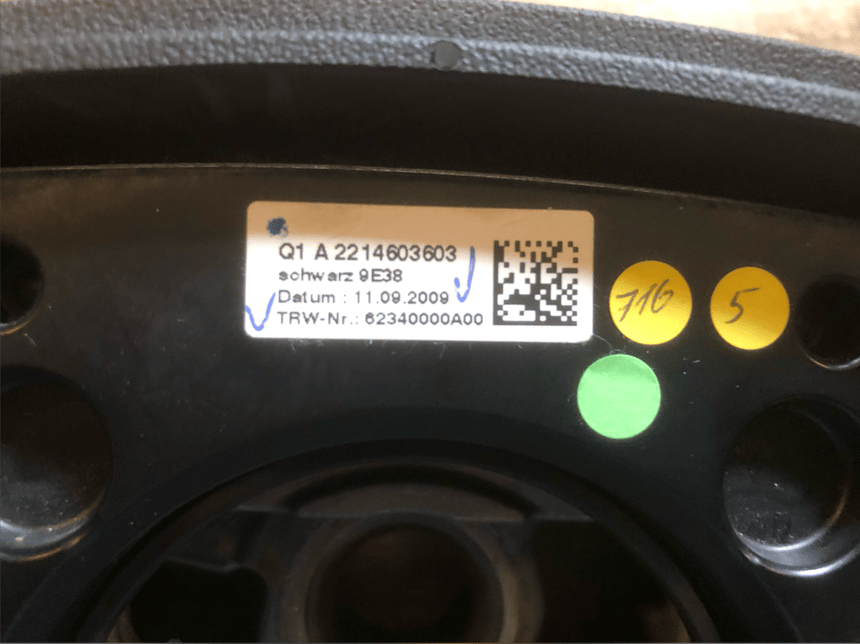 Q1 A 2214603603
schwarz 9E38
Datum : 11.09.2009
TRW-Nr.: 62340000A00
716
5